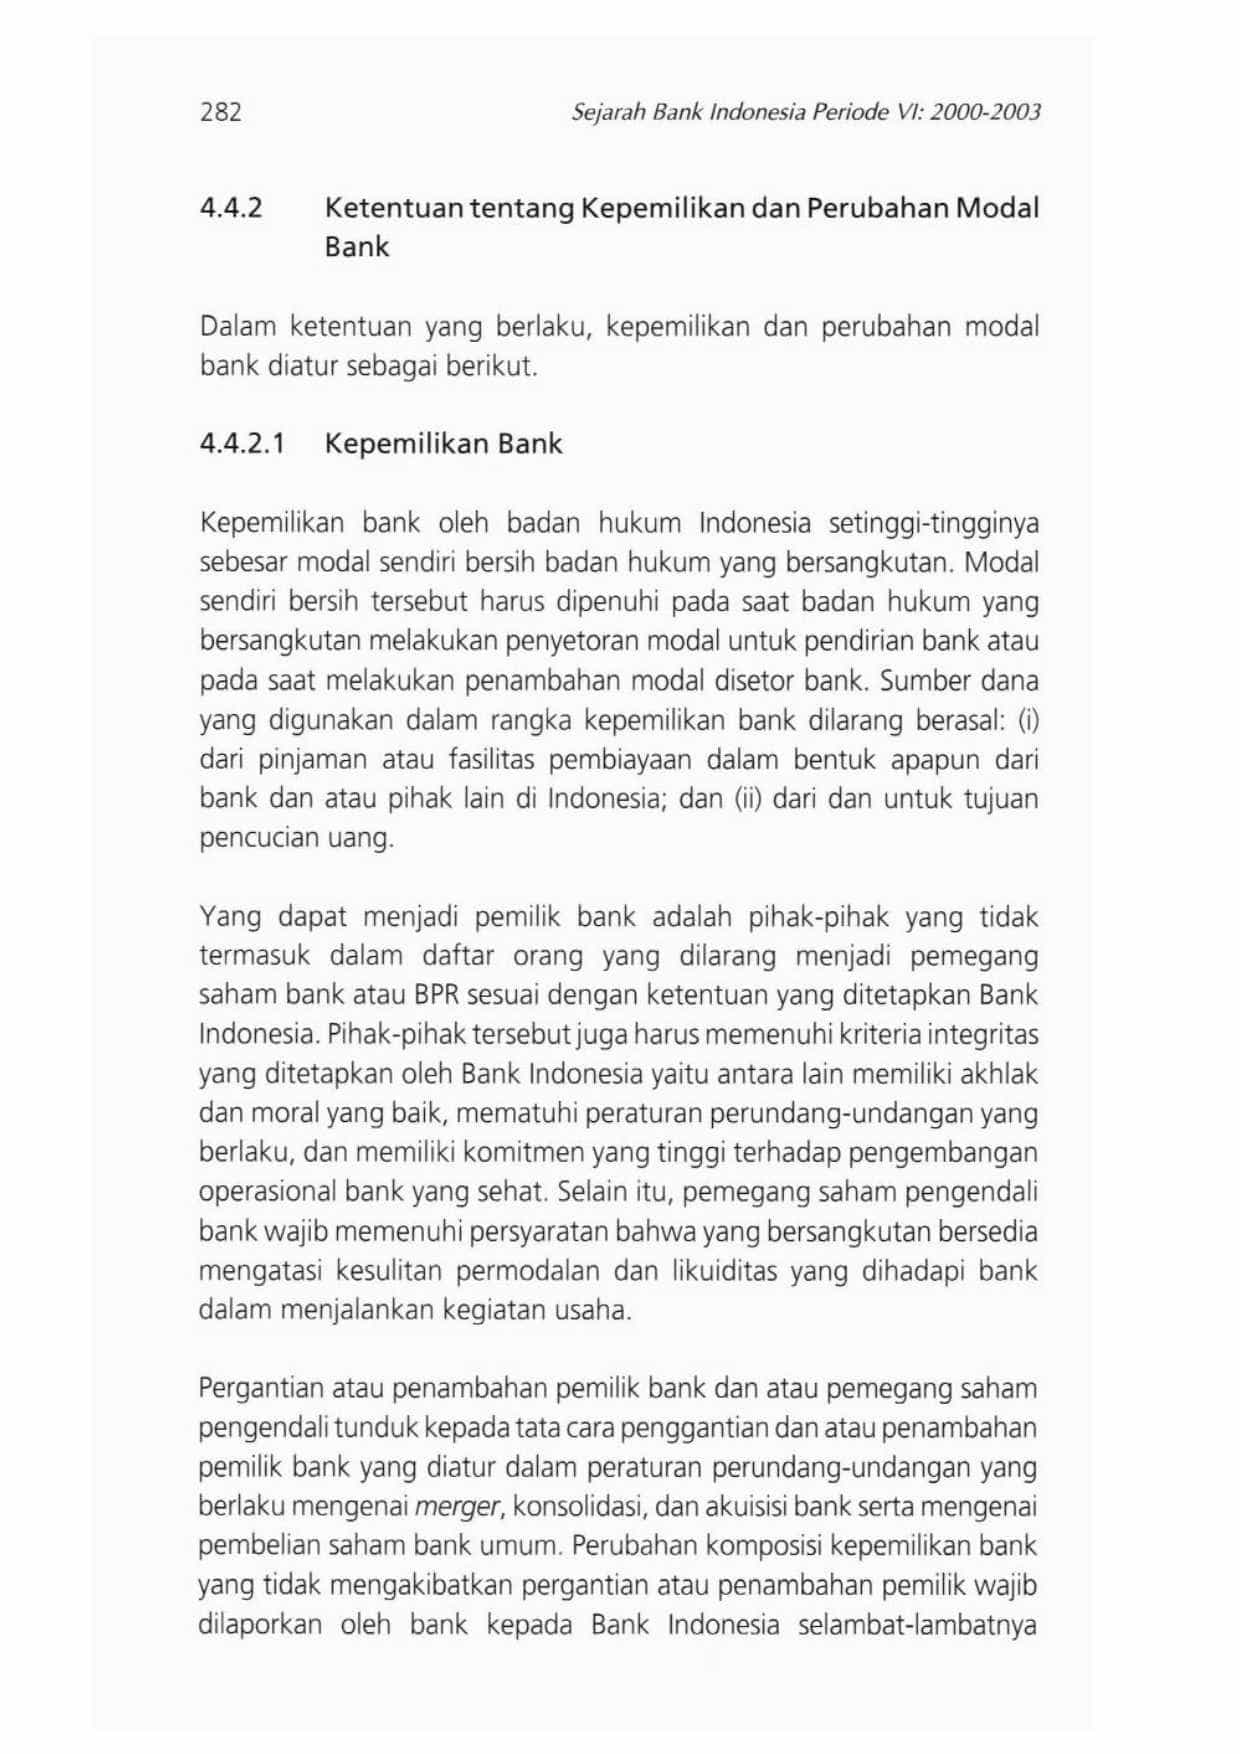 282
Sejarah Bank Indonesia Periode VI: 2000-2003
4.4.2 Ketentuan tentang Kepemilikan dan Perubahan Modal
Bank
Dalam ketentuan yang berlaku, kepemilikan dan perubahan modal
bank diatur sebagai berikut.
4.4.2.1 Kepemilikan Bank
Kepemilikan bank oleh badan hukum Indonesia setinggi-tingginya
sebesar modal sendiri bersih badan hukum yang bersangkutan. Modal
sendiri bersih tersebut harus dipenuhi pada saat badan hukum yang
bersangkutan melakukan penyetoran modal untuk pendirian bank atau
pada saat melakukan penambahan modal disetor bank. Sumber dana
yang digunakan dalam rangka kepemilikan bank dilarang berasal: (i)
dari pinjaman atau fasilitas pembiayaan dalam bentuk apapun dari
bank dan atau pihak lain di Indonesia; dan (ii) dari dan untuk tujuan
pencucian uang.
Yang dapat menjadi pemilik bank adalah pihak-pihak yang tidak
termasuk dalam daftar orang yang dilarang menjadi pemegang
saham bank atau BPR sesuai dengan ketentuan yang ditetapkan Bank
Indonesia. Pihak-pihak tersebut juga harus memenuhi kriteria integritas
yang ditetapkan oleh Bank Indonesia yaitu antara lain memiliki akhlak
dan moral yang baik, mematuhi peraturan perundang-undangan yang
berlaku, dan memiliki komitmen yang tinggi terhadap pengembangan
operasional bank yang sehat. Selain itu, pemegang saham pengendali
bank wajib memenuhi persyaratan bahwa yang bersangkutan bersedia
mengatasi kesulitan permodalan dan likuiditas yang dihadapi bank
dalam menjalankan kegiatan usaha.
Pergantian atau penambahan pemilik bank dan atau pemegang saham
pengendali tunduk kepada tata cara penggantian dan atau penambahan
pemilik bank yang diatur dalam peraturan perundang-undangan yang
berlaku mengenai merger, konsolidasi, dan akuisisi bank serta mengenai
pembelian saham bank umum. Perubahan komposisi kepemilikan bank
yang tidak mengakibatkan pergantian atau penambahan pemilik wajib
dilaporkan oleh bank kepada Bank Indonesia selambat-lambatnya